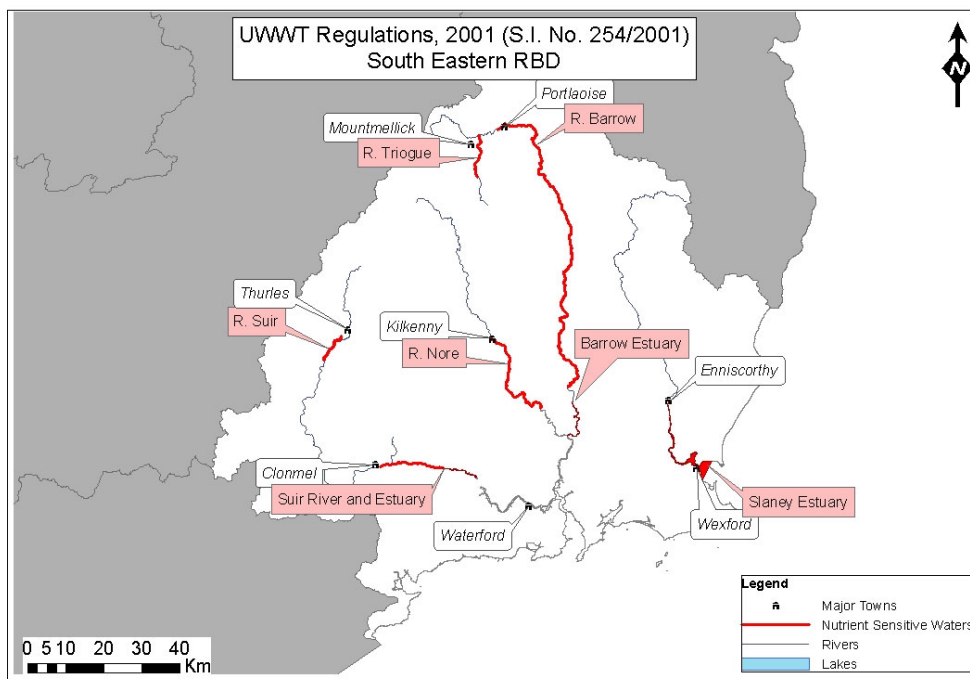 UWWT Regulations, 2001 (S.I. No. 254/2001)
South Eastern RBD
N
Portlaoise
Mountmellick
R. Barrow
R. Triogue
Thurles
R. Suir
Kilkenny
R. Nore
Barrow Estuary
Enniscorthy
Clonmel
Suir River and Estuary
Waterford
Wexford
Slaney Estuary
0 5 10 20 30 40
Km
Legend
Major Towns
Nutrient Sensitive Waters
Rivers
Lakes